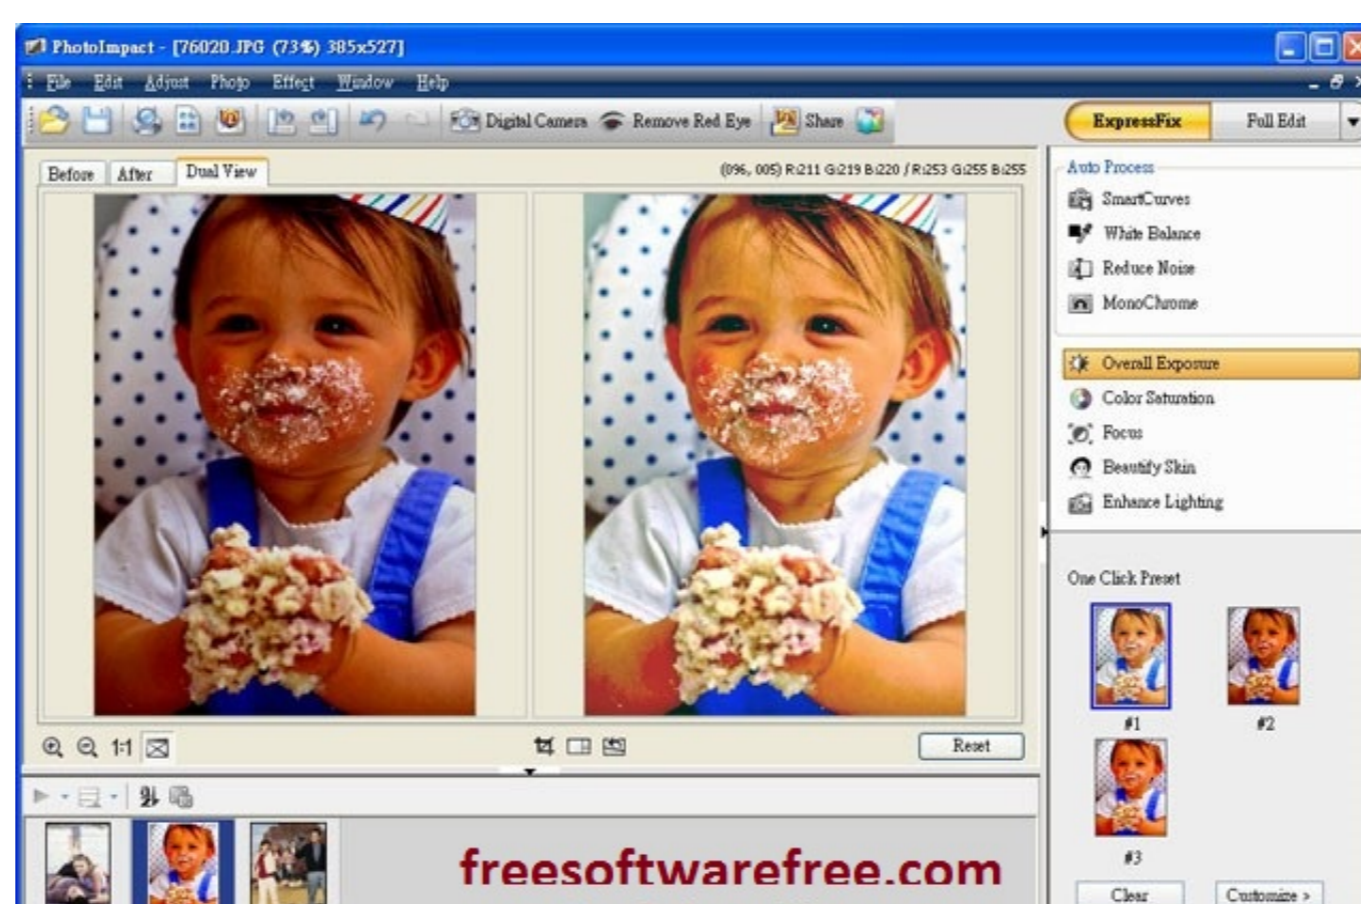 PhotoImpact - [76020.JPG (73%) 385x527]
File Edit Adjust Photo Effect Window Help
Digital Camera Remove Red Eye Share ExpressFix Full Edit
Before After Dual View (096, 005) R:211 G:219 B:220 / R:253 G:255 B:255
Auto Process
SmartCurves
White Balance
Reduce Noise
MonoChrome
Overall Exposure
Color Saturation
Focus
Beautify Skin
Enhance Lighting
One Click Preset
#1 #2
1:1 Reset
#3
freesoftwarefree.com
Clear Customize >